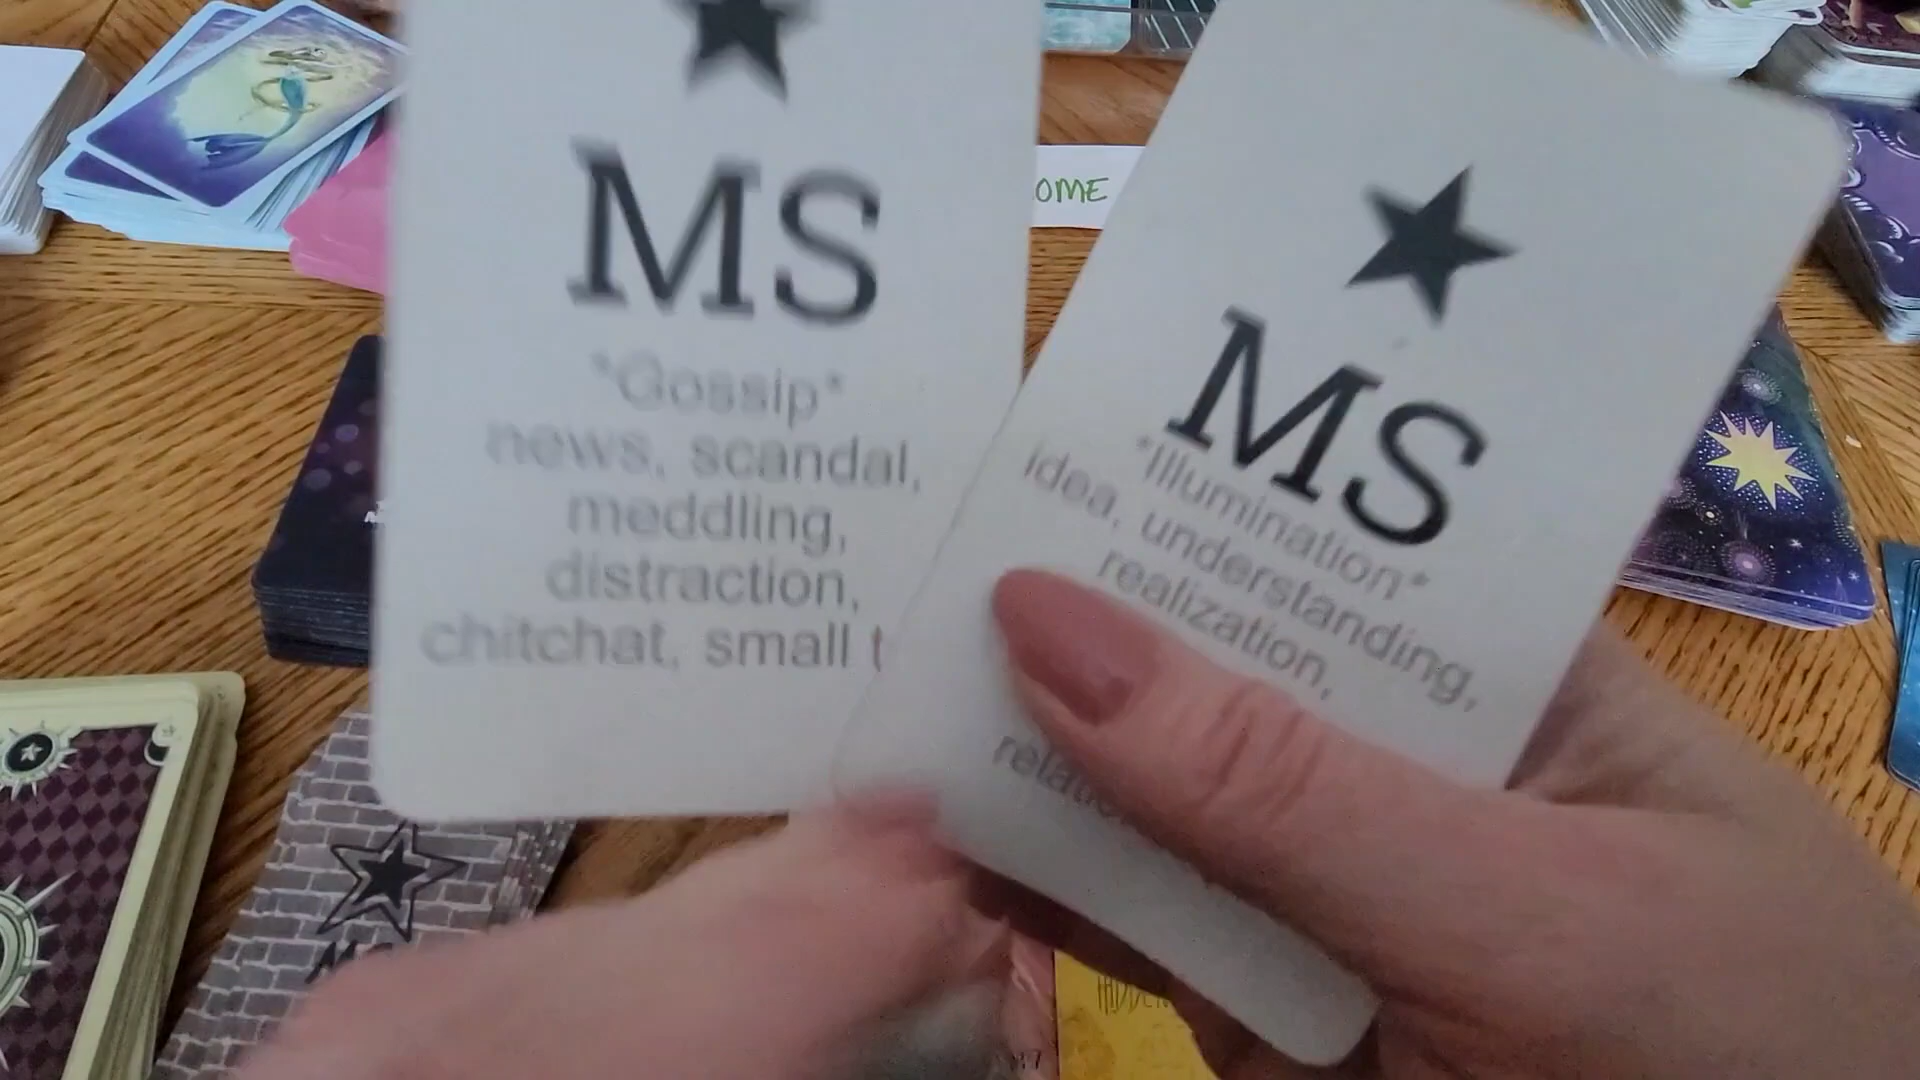 MS
*Gossip*
news, scandal,
meddling,
distraction,
chitchat, small t
MS
*Illumination*
idea, understanding,
realization,
OME